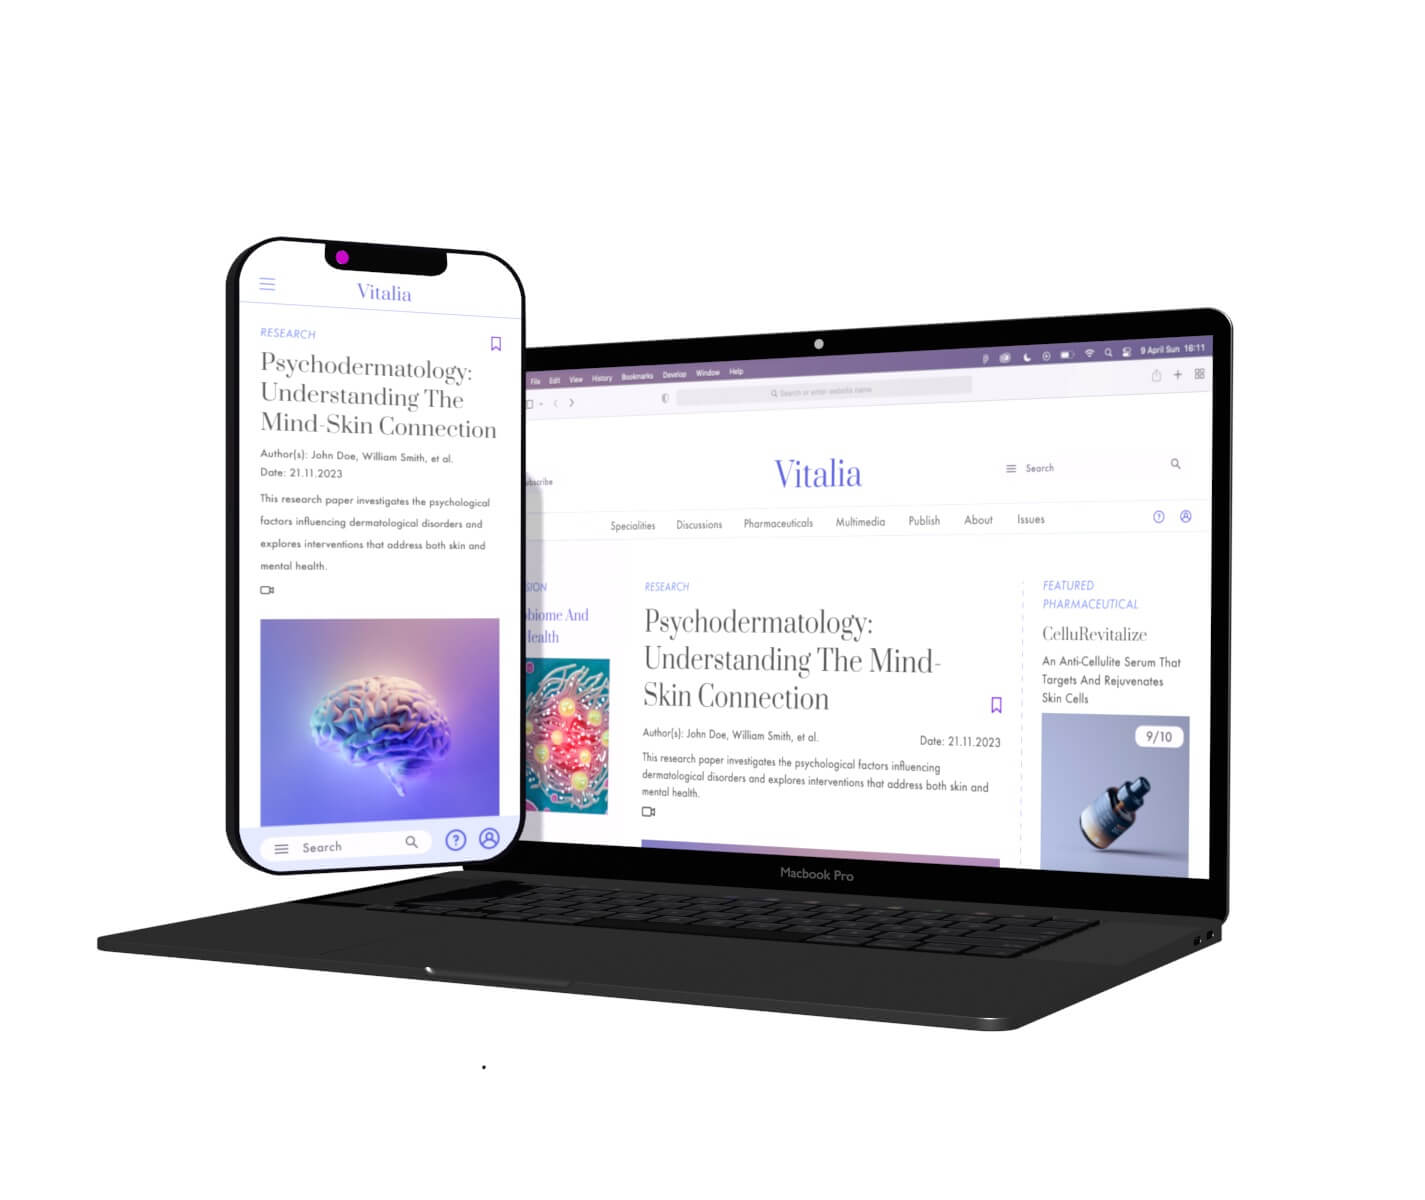 Vitalia
RESEARCH
Psychodermatology:
Understanding The
Mind-Skin Connection
Author(s): John Doe, William Smith, et al.
Date: 21.11.2023
This research paper investigates the psychological
factors influencing dermatological disorders and
explores interventions that address both skin and
mental health.
Search
?
File Edit View History Bookmarks Develop Window Help
9 April Sun 16:11
Search or enter website name
ubscribe
Vitalia
Search
Specialities Discussions Pharmaceuticals Multimedia Publish About Issues
?
SION
biome And
Health
RESEARCH
Psychodermatology:
Understanding The Mind-
Skin Connection
Author(s): John Doe, William Smith, et al.
Date: 21.11.2023
This research paper investigates the psychological factors influencing
dermatological disorders and explores interventions that address both skin and
mental health.
FEATURED
PHARMACEUTICAL
CelluRevitalize
An Anti-Cellulite Serum That
Targets And Rejuvenates
Skin Cells
9/10
Macbook Pro